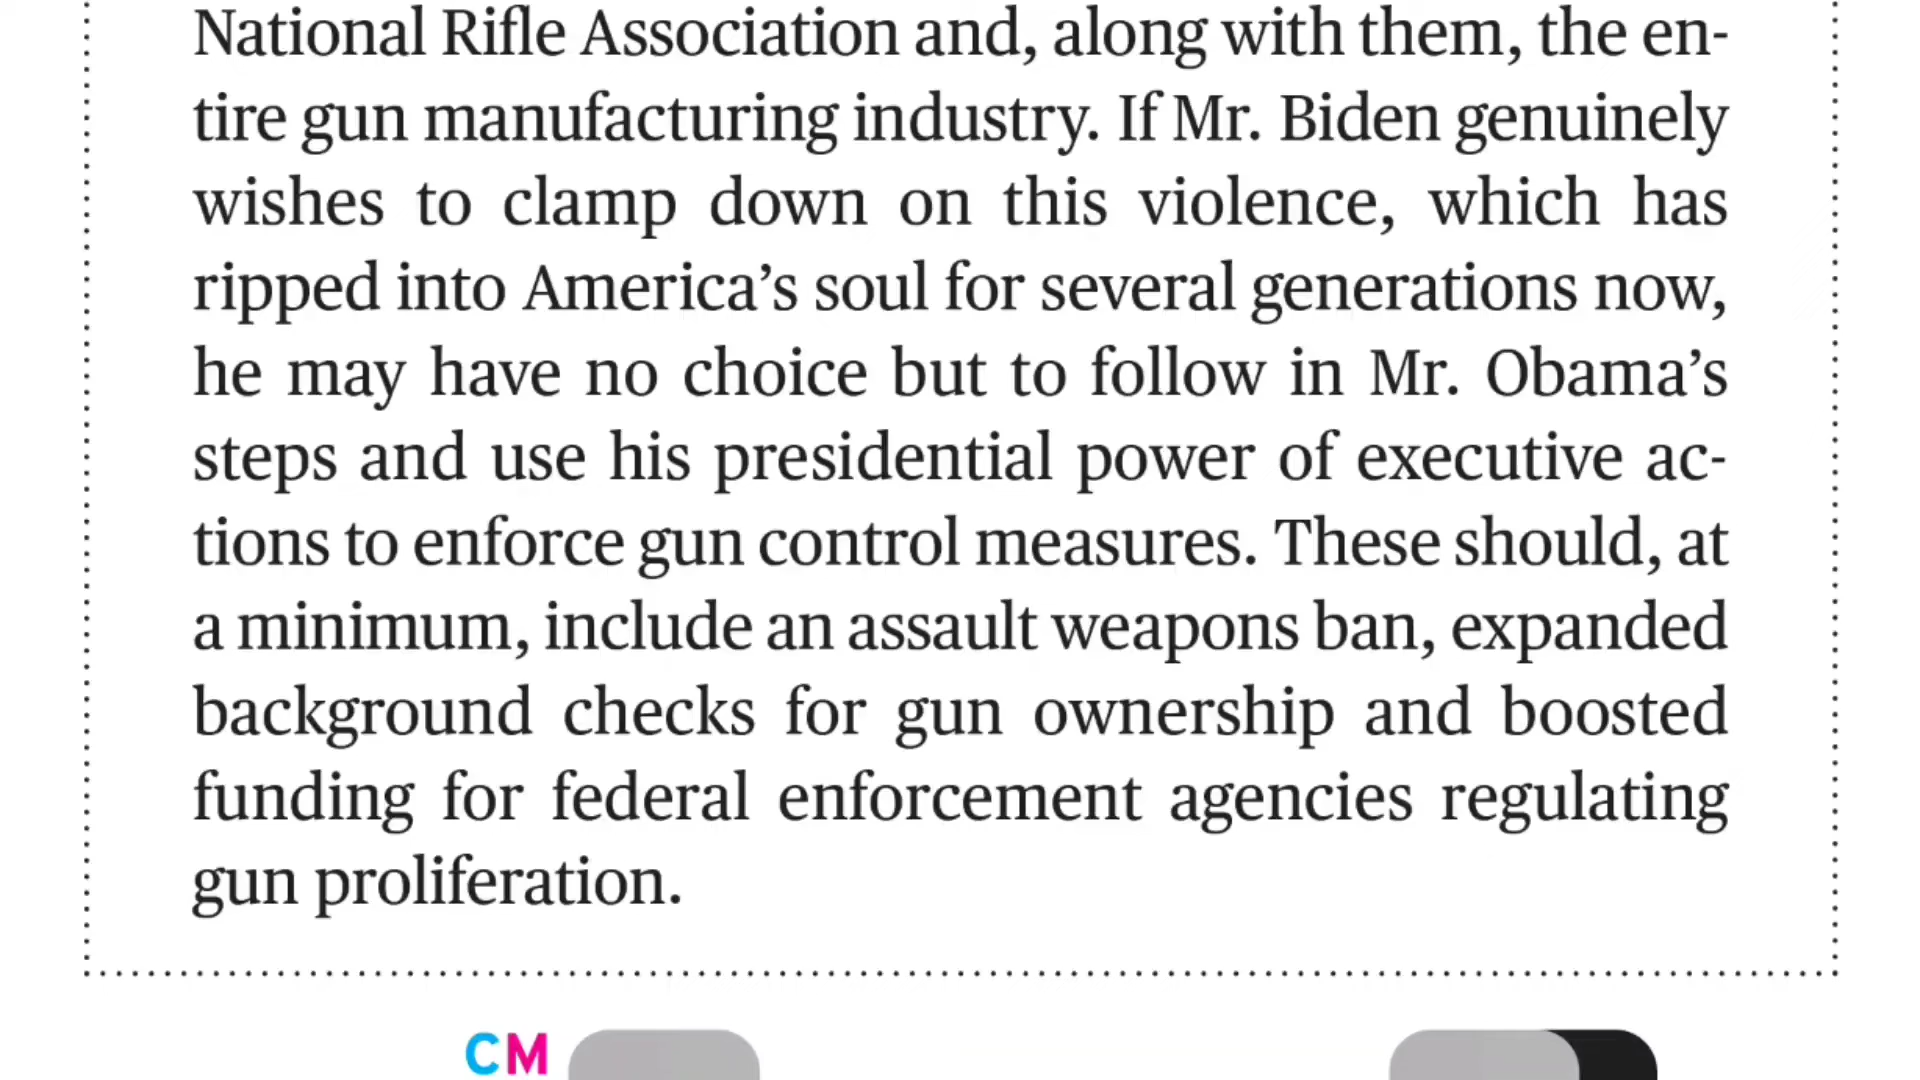 National Rifle Association and, along with them, the en-
tire gun manufacturing industry. If Mr. Biden genuinely
wishes to clamp down on this violence, which has
ripped into America’s soul for several generations now,
he may have no choice but to follow in Mr. Obama’s
steps and use his presidential power of executive ac-
tions to enforce gun control measures. These should, at
a minimum, include an assault weapons ban, expanded
background checks for gun ownership and boosted
funding for federal enforcement agencies regulating
gun proliferation.
CM